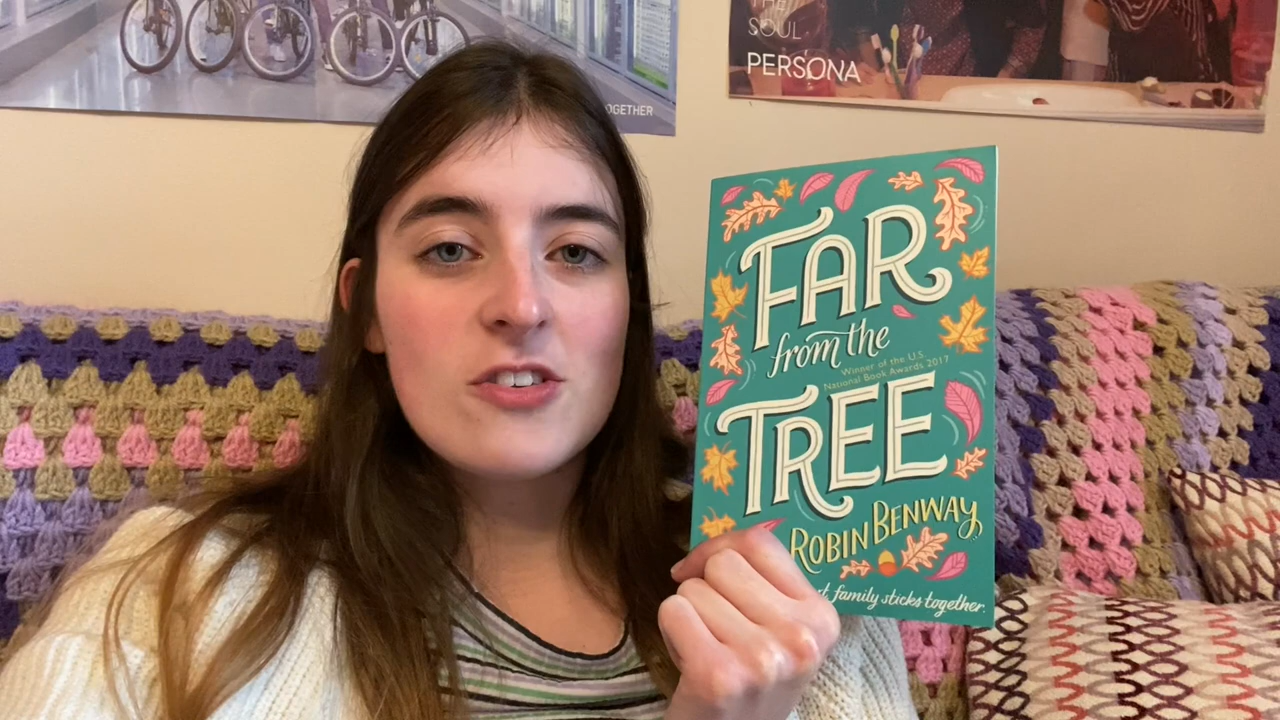 OGETHER
THE
SOUL
PERSONA
FAR
from the
Winner of the U.S.
National Book Awards 2017
TREE
ROBIN BENWAY
family sticks together.